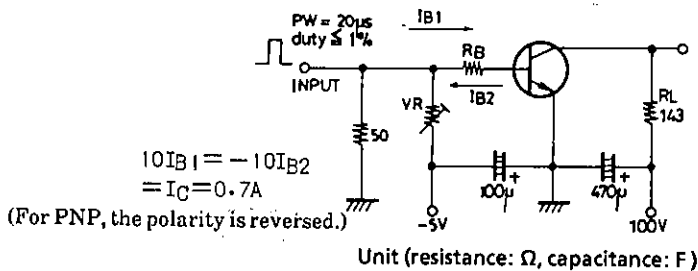 PW = 20μs
duty ≦ 1%
IB1
INPUT
RB
IB2
VR
50
RL
143
10IB1 = −10IB2
= IC = 0.7A
(For PNP, the polarity is reversed.)
100μ
+
470μ
+
-5V
100V
Unit (resistance: Ω, capacitance: F)